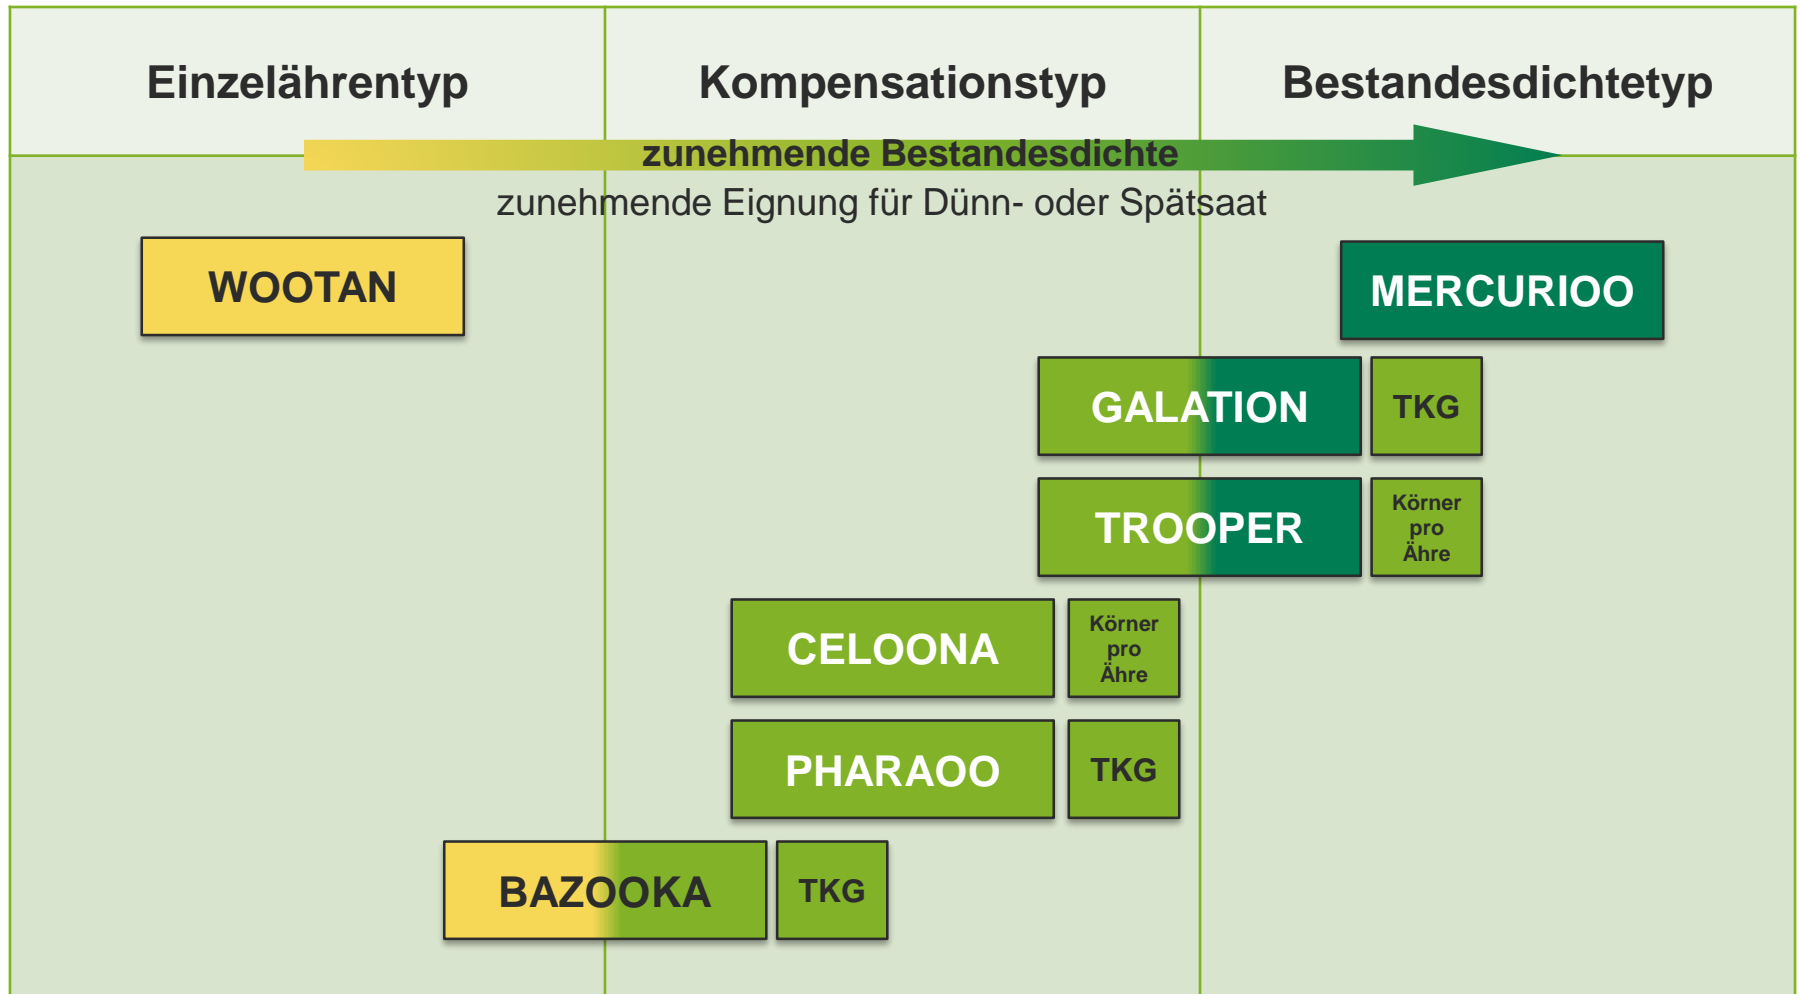 Einzelährentyp
Kompensationstyp
Bestandesdichtetyp
zunehmende Bestandesdichte
zunehmende Eignung für Dünn- oder Spätsaat
WOOTAN
MERCURIOO
GALATION
TKG
TROOPER
Körner
pro
Ähre
CELOONA
Körner
pro
Ähre
PHARAOO
TKG
BAZOOKA
TKG